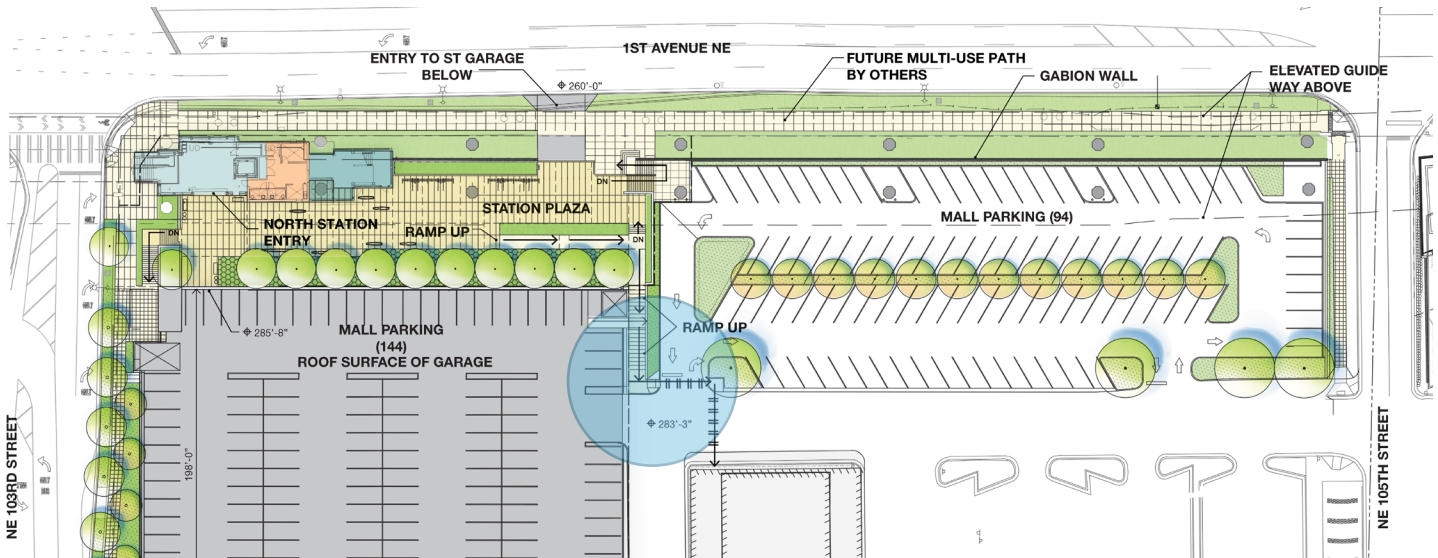 1ST AVENUE NE
ENTRY TO ST GARAGE
BELOW
260'-0"
FUTURE MULTI-USE PATH
BY OTHERS
GABION WALL
ELEVATED GUIDE
WAY ABOVE
DN
STATION PLAZA
MALL PARKING (94)
NORTH STATION
ENTRY
RAMP UP
DN
DN
285'-8"
MALL PARKING
(144)
ROOF SURFACE OF GARAGE
RAMP UP
283'-3"
198'-0"
NE 103RD STREET
NE 105TH STREET